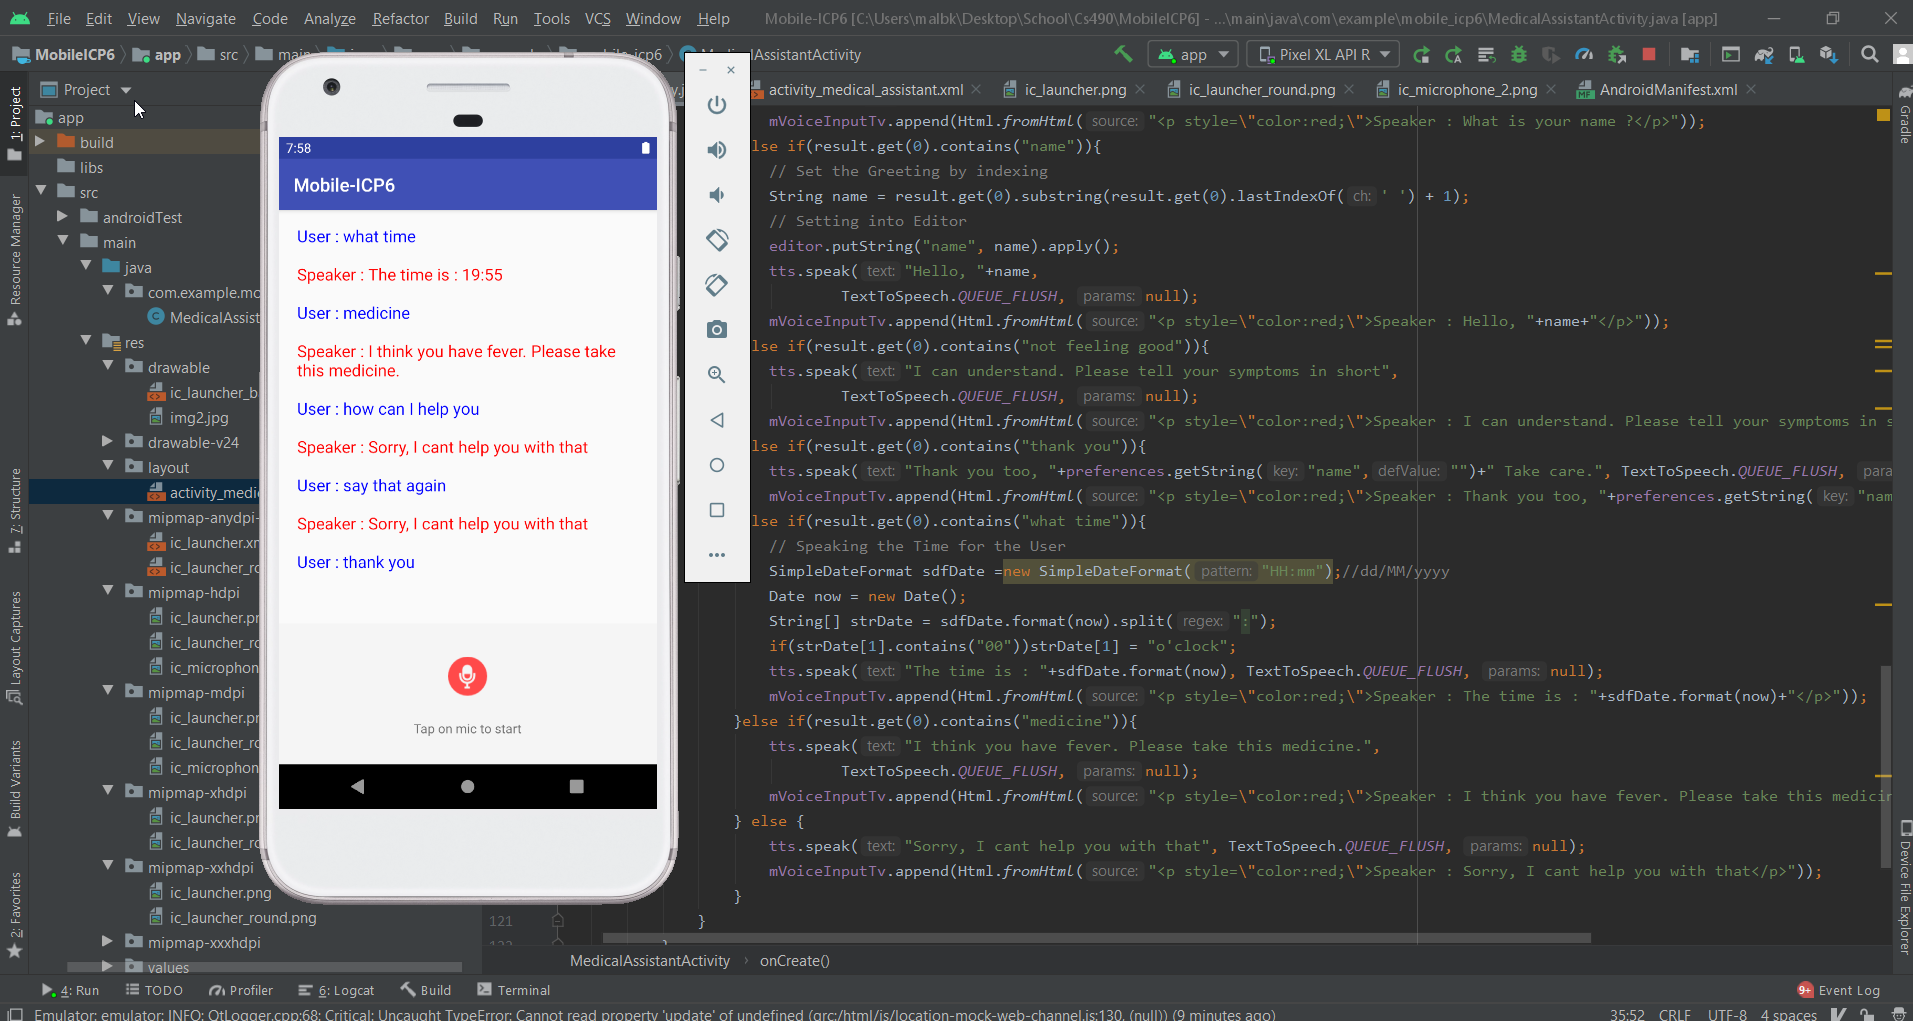 File Edit View Navigate Code Analyze Refactor Build Run Tools VCS Window Help Mobile-ICP6 [C:\Users\malbk\Desktop\School\Cs490\MobileICP6] - ...\main\java\com\example\mobile_icp6\MedicalAssistantActivity.java [app]
MobileICP6 app src app Pixel XL API R
Project
activity_medical_assistant.xml ic_launcher.png ic_launcher_round.png ic_microphone_2.png AndroidManifest.xml
1: Project
Resource Manager
7: Structure
Layout Captures
Build Variants
2: Favorites
app
build
libs
src
androidTest
main
java
com.example.mo
MedicalAssist
res
drawable
ic_launcher_b
img2.jpg
drawable-v24
layout
activity_medic
mipmap-anydpi-
ic_launcher.xm
ic_launcher_ro
mipmap-hdpi
ic_launcher.pr
ic_launcher_ro
ic_microphon
mipmap-mdpi
ic_launcher.pr
ic_launcher_ro
ic_microphon
mipmap-xhdpi
ic_launcher.pr
ic_launcher_ro
mipmap-xxhdpi
ic_launcher.png
ic_launcher_round.png
mipmap-xxxhdpi
values
7:58
Mobile-ICP6
User : what time
Speaker : The time is : 19:55
User : medicine
Speaker : I think you have fever. Please take
this medicine.
User : how can I help you
Speaker : Sorry, I cant help you with that
User : say that again
Speaker : Sorry, I cant help you with that
User : thank you
Tap on mic to start
mVoiceInputTv.append(Html.fromHtml( source: "<p style=\"color:red;\">Speaker : What is your name ?</p>"));
lse if(result.get(0).contains("name")){
// Set the Greeting by indexing
String name = result.get(0).substring(result.get(0).lastIndexOf( ch: ' ') + 1);
// Setting into Editor
editor.putString("name", name).apply();
tts.speak( text: "Hello, "+name,
TextToSpeech.QUEUE_FLUSH, params: null);
mVoiceInputTv.append(Html.fromHtml( source: "<p style=\"color:red;\">Speaker : Hello, "+name+"</p>"));
lse if(result.get(0).contains("not feeling good")){
tts.speak( text: "I can understand. Please tell your symptoms in short",
TextToSpeech.QUEUE_FLUSH, params: null);
mVoiceInputTv.append(Html.fromHtml( source: "<p style=\"color:red;\">Speaker : I can understand. Please tell your symptoms in s
lse if(result.get(0).contains("thank you")){
tts.speak( text: "Thank you too, "+preferences.getString( key: "name", defValue: "")+" Take care.", TextToSpeech.QUEUE_FLUSH, para
mVoiceInputTv.append(Html.fromHtml( source: "<p style=\"color:red;\">Speaker : Thank you too, "+preferences.getString( key: "nam
lse if(result.get(0).contains("what time")){
// Speaking the Time for the User
SimpleDateFormat sdfDate =new SimpleDateFormat( pattern: "HH:mm");//dd/MM/yyyy
Date now = new Date();
String[] strDate = sdfDate.format(now).split( regex: ":");
if(strDate[1].contains("00"))strDate[1] = "o'clock";
tts.speak( text: "The time is : "+sdfDate.format(now), TextToSpeech.QUEUE_FLUSH, params: null);
mVoiceInputTv.append(Html.fromHtml( source: "<p style=\"color:red;\">Speaker : The time is : "+sdfDate.format(now)+"</p>"));
}else if(result.get(0).contains("medicine")){
tts.speak( text: "I think you have fever. Please take this medicine.",
TextToSpeech.QUEUE_FLUSH, params: null);
mVoiceInputTv.append(Html.fromHtml( source: "<p style=\"color:red;\">Speaker : I think you have fever. Please take this medicin
} else {
tts.speak( text: "Sorry, I cant help you with that", TextToSpeech.QUEUE_FLUSH, params: null);
mVoiceInputTv.append(Html.fromHtml( source: "<p style=\"color:red;\">Speaker : Sorry, I cant help you with that</p>"));
}
121 }
MedicalAssistantActivity › onCreate()
Gradle
Device File Explorer
4: Run TODO Profiler 6: Logcat Build Terminal 9+ Event Log
Emulator: emulator: INFO: QtLogger.cpp:68: Critical: Uncaught TypeError: Cannot read property 'update' of undefined (qrc:/html/js/location-mock-web-channel.js:130, (null)) (9 minutes ago) 35:52 CRLF UTF-8 4 spaces